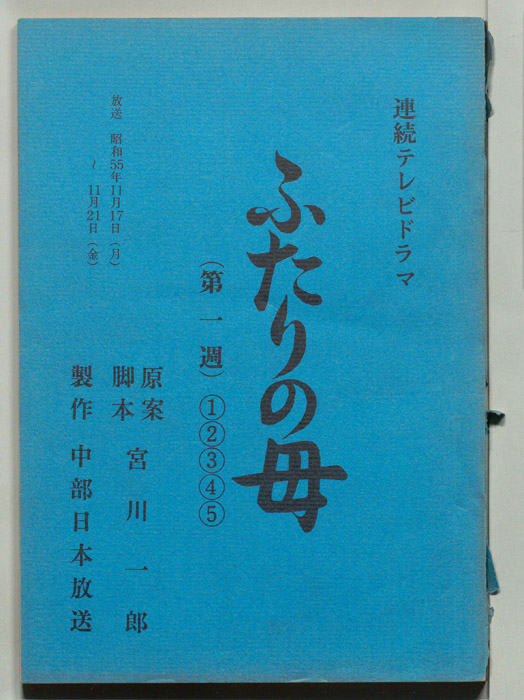 連続テレビドラマ
ふたりの母
(第一週)①②③④⑤
原案
脚本 宮川一郎
製作 中部日本放送
放送 昭和55年11月17日(月)
~ 11月21日(金)